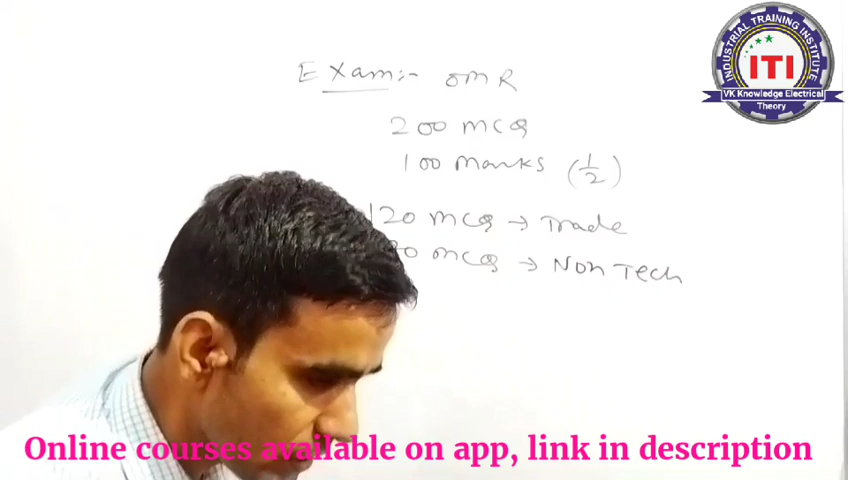 Exam:- OMR
200 MCQ
100 Marks (1/2)
120 MCQ → Trade
80 MCQ → Non Tech
INDUSTRIAL TRAINING INSTITUTE
ITI
VK Knowledge Electrical
Theory
Online courses available on app, link in description